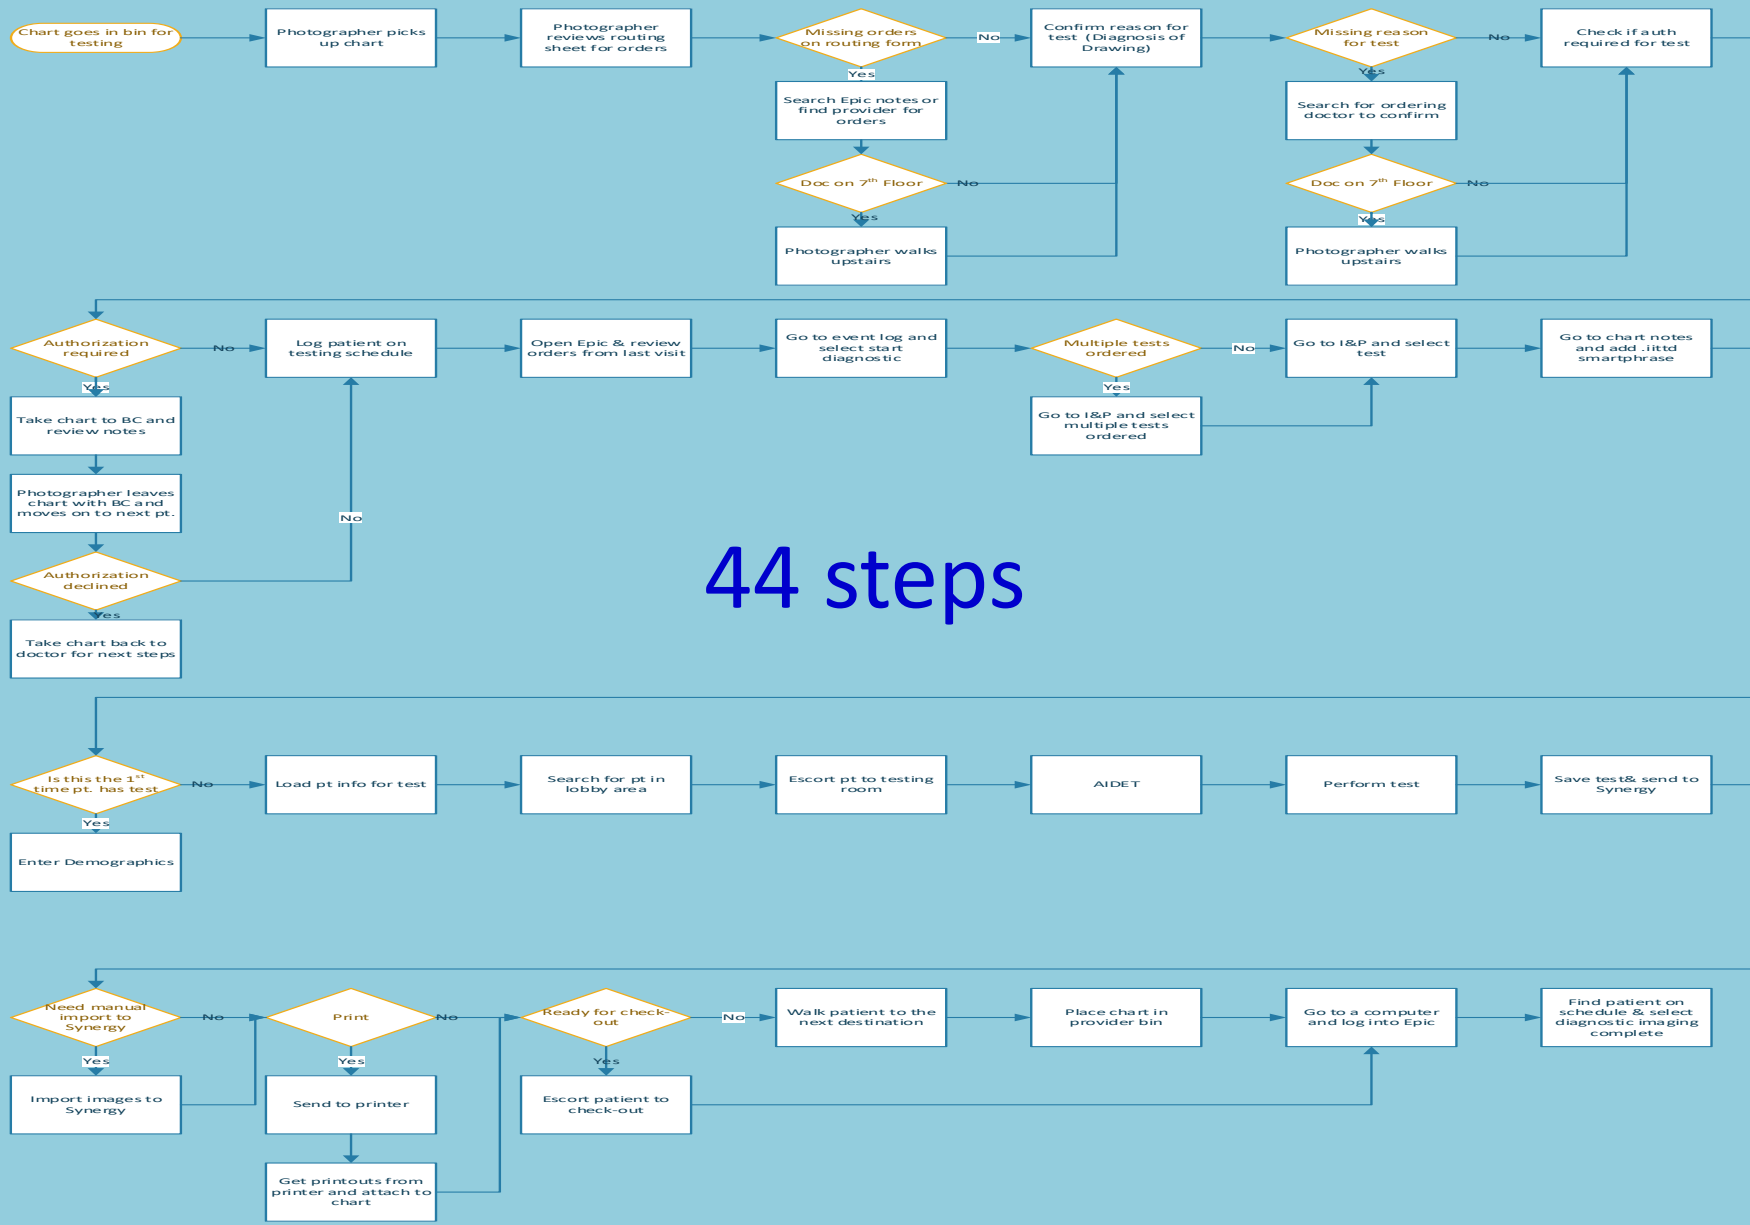 Chart goes in bin for
testing
Photographer picks
up chart
Photographer
reviews routing
sheet for orders
Missing orders
on routing form
No
Confirm reason for
test (Diagnosis of
Drawing)
Missing reason
for test
No
Check if auth
required for test
Yes
Yes
Search Epic notes or
find provider for
orders
Search for ordering
doctor to confirm
Doc on 7th Floor
No
Doc on 7th Floor
No
Yes
Yes
Photographer walks
upstairs
Photographer walks
upstairs
Authorization
required
No
Log patient on
testing schedule
Open Epic & review
orders from last visit
Go to event log and
select start
diagnostic
Multiple tests
ordered
No
Go to I&P and select
test
Go to chart notes
and add .iittd
smartphrase
Yes
Yes
Take chart to BC and
review notes
Go to I&P and select
multiple tests
ordered
Photographer leaves
chart with BC and
moves on to next pt.
No
Authorization
declined
Yes
Take chart back to
doctor for next steps
44 steps
Is this the 1st
time pt. has test
No
Load pt info for test
Search for pt in
lobby area
Escort pt to testing
room
AIDET
Perform test
Save test& send to
Synergy
Yes
Enter Demographics
Need manual
import to
Synergy
No
Print
No
Ready for check-
out
No
Walk patient to the
next destination
Place chart in
provider bin
Go to a computer
and log into Epic
Find patient on
schedule & select
diagnostic imaging
complete
Yes
Yes
Yes
Import images to
Synergy
Send to printer
Escort patient to
check-out
Get printouts from
printer and attach to
chart